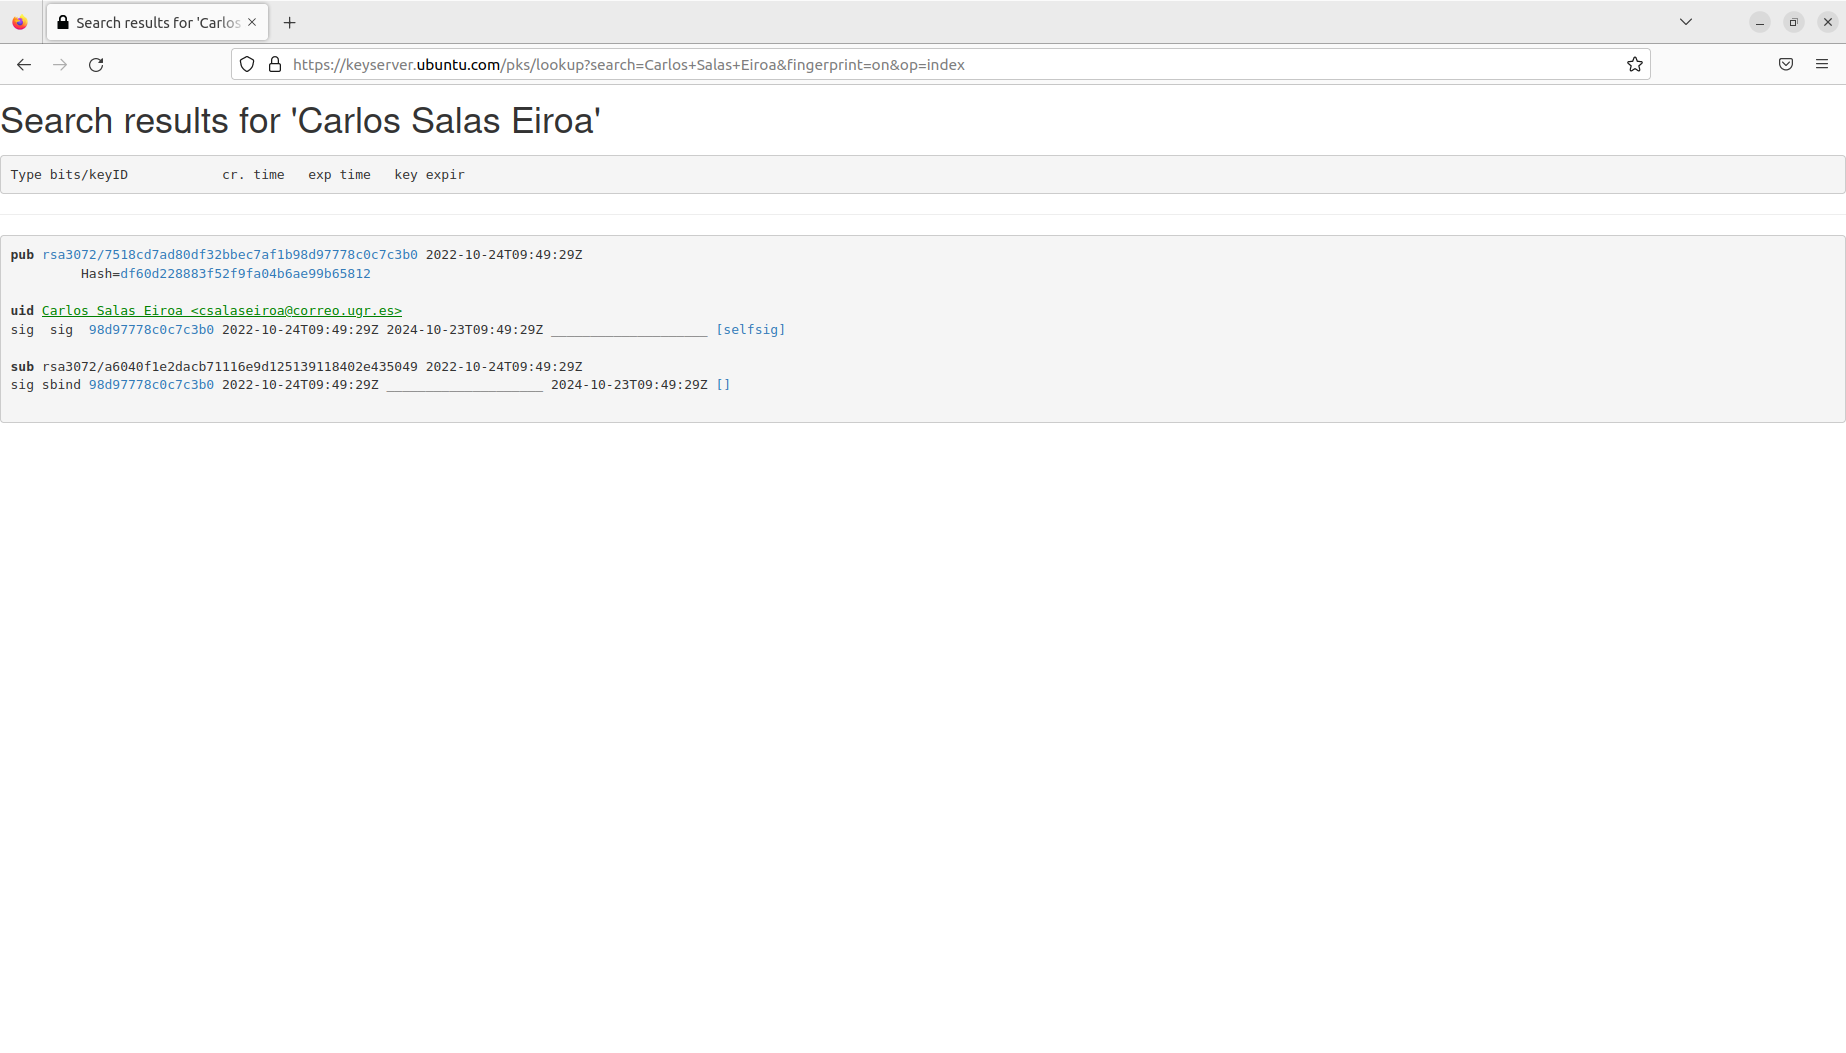 Search results for 'Carlos
https://keyserver.ubuntu.com/pks/lookup?search=Carlos+Salas+Eiroa&fingerprint=on&op=index
Search results for 'Carlos Salas Eiroa'
Type bits/keyID            cr. time   exp time   key expir
pub rsa3072/7518cd7ad80df32bbec7af1b98d97778c0c7c3b0 2022-10-24T09:49:29Z
Hash=df60d228883f52f9fa04b6ae99b65812
uid Carlos Salas Eiroa <csalaseiroa@correo.ugr.es>
sig  sig  98d97778c0c7c3b0 2022-10-24T09:49:29Z 2024-10-23T09:49:29Z ____________________ [selfsig]
sub rsa3072/a6040f1e2dacb71116e9d125139118402e435049 2022-10-24T09:49:29Z
sig sbind 98d97778c0c7c3b0 2022-10-24T09:49:29Z ____________________ 2024-10-23T09:49:29Z []